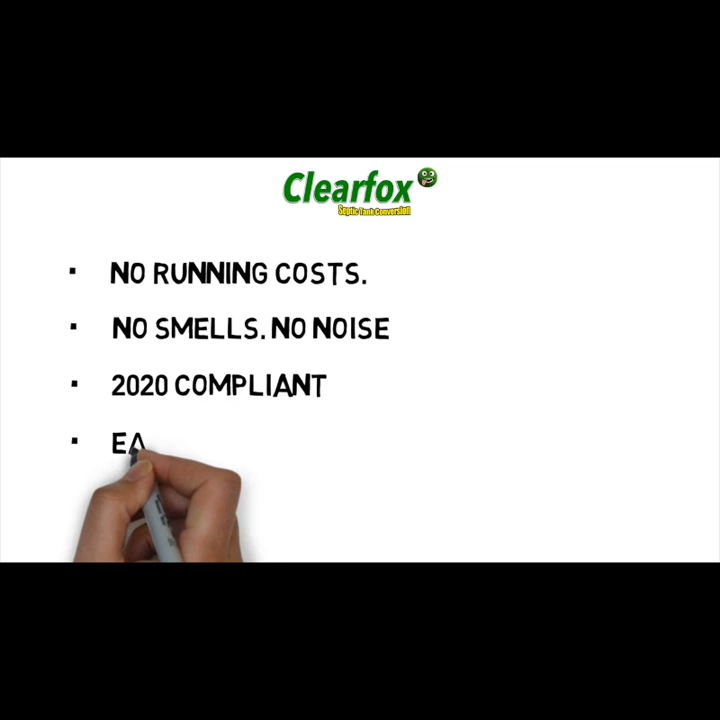 Clearfox
Septic Tank Conversion
NO RUNNING COSTS.
NO SMELLS. NO NOISE
2020 COMPLIANT
EA